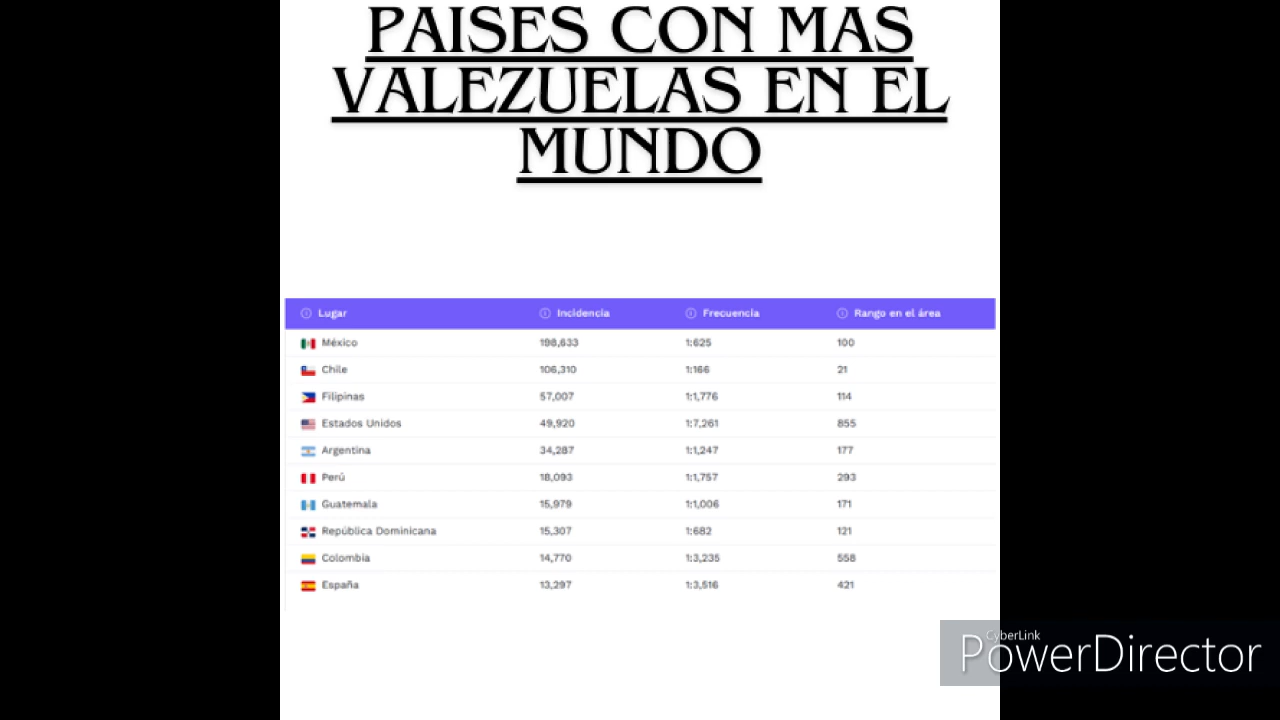 PAISES CON MAS
VALEZUELAS EN EL
MUNDO
Lugar Incidencia Frecuencia Rango en el área
México 198,633 1:625 100
Chile 106,310 1:166 21
Filipinas 57,007 1:1,776 114
Estados Unidos 49,920 1:7,261 855
Argentina 34,287 1:1,247 177
Perú 18,093 1:1,757 293
Guatemala 15,979 1:1,006 171
República Dominicana 15,307 1:682 121
Colombia 14,770 1:3,235 558
España 13,297 1:3,516 421
CyberLink
PowerDirector